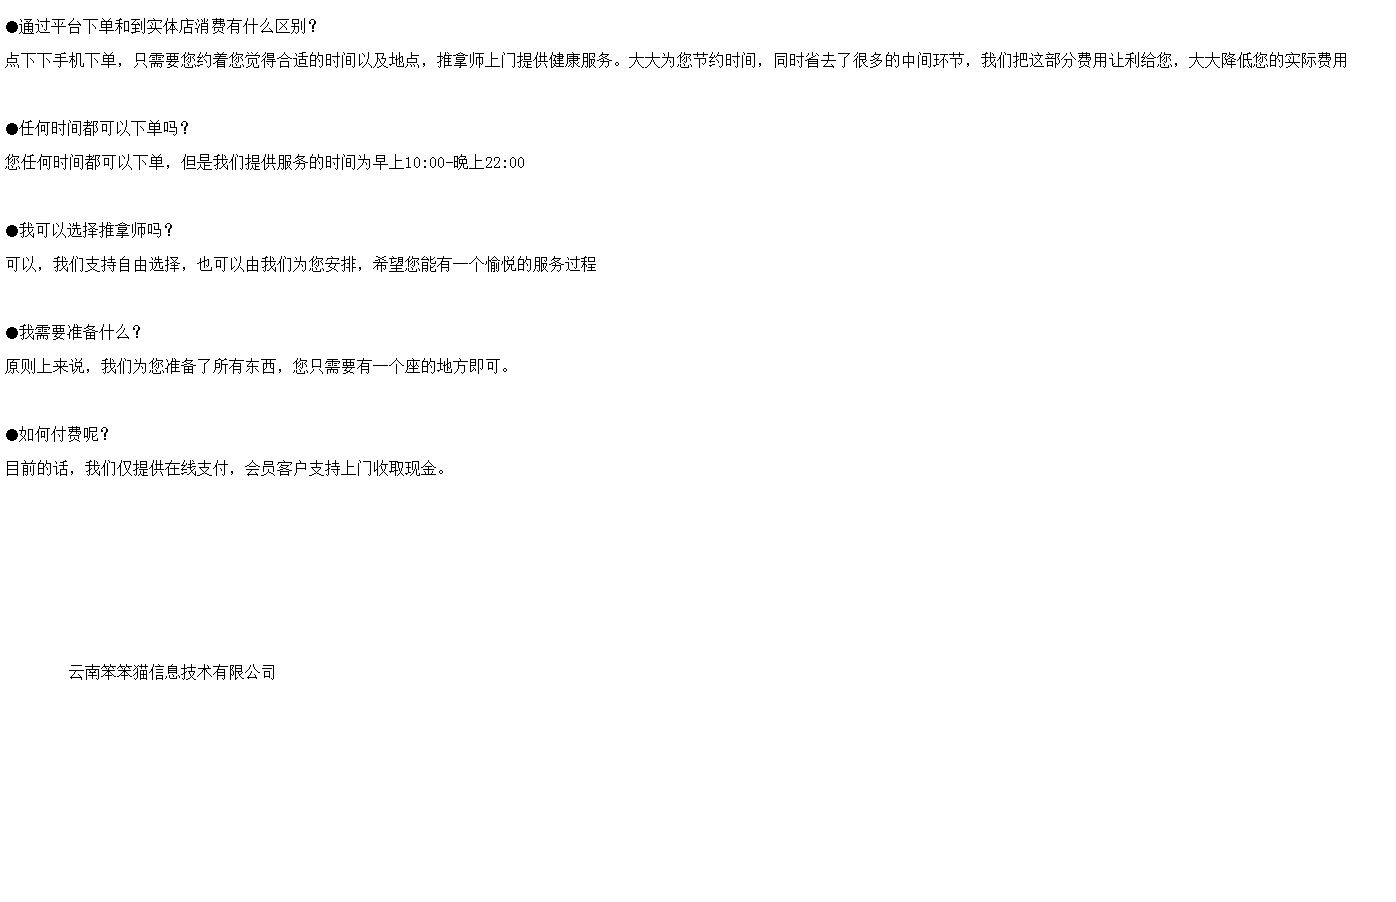 ●通过平台下单和到实体店消费有什么区别？
点下下手机下单，只需要您约着您觉得合适的时间以及地点，推拿师上门提供健康服务。大大为您节约时间，同时省去了很多的中间环节，我们把这部分费用让利给您，大大降低您的实际费用
●任何时间都可以下单吗？
您任何时间都可以下单，但是我们提供服务的时间为早上10:00-晚上22:00
●我可以选择推拿师吗？
可以，我们支持自由选择，也可以由我们为您安排，希望您能有一个愉悦的服务过程
●我需要准备什么？
原则上来说，我们为您准备了所有东西，您只需要有一个座的地方即可。
●如何付费呢？
目前的话，我们仅提供在线支付，会员客户支持上门收取现金。
云南笨笨猫信息技术有限公司